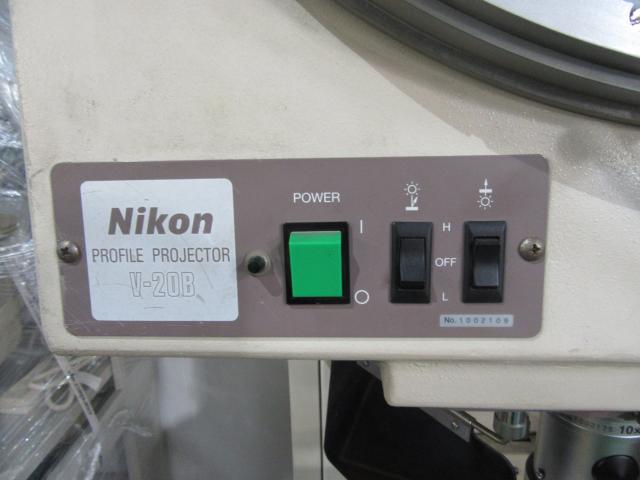 Nikon
PROFILE PROJECTOR
V-20B
POWER
I
O
H
OFF
L
No. 1002109
10x